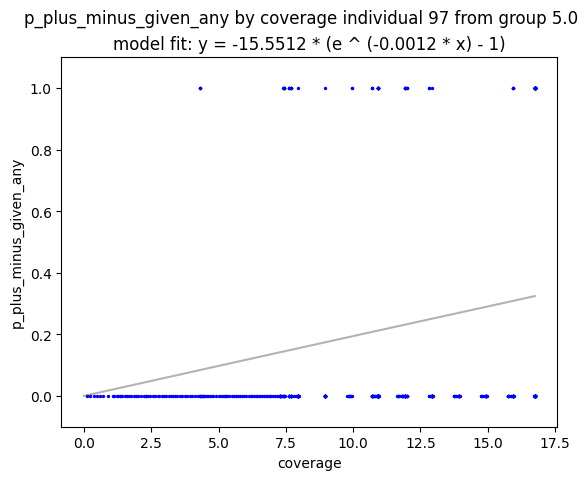 p_plus_minus_given_any by coverage individual 97 from group 5.0
model fit: y = -15.5512 * (e ^ (-0.0012 * x) - 1)
1.0
0.8
0.6
0.4
0.2
0.0
p_plus_minus_given_any
0.0 2.5 5.0 7.5 10.0 12.5 15.0 17.5
coverage